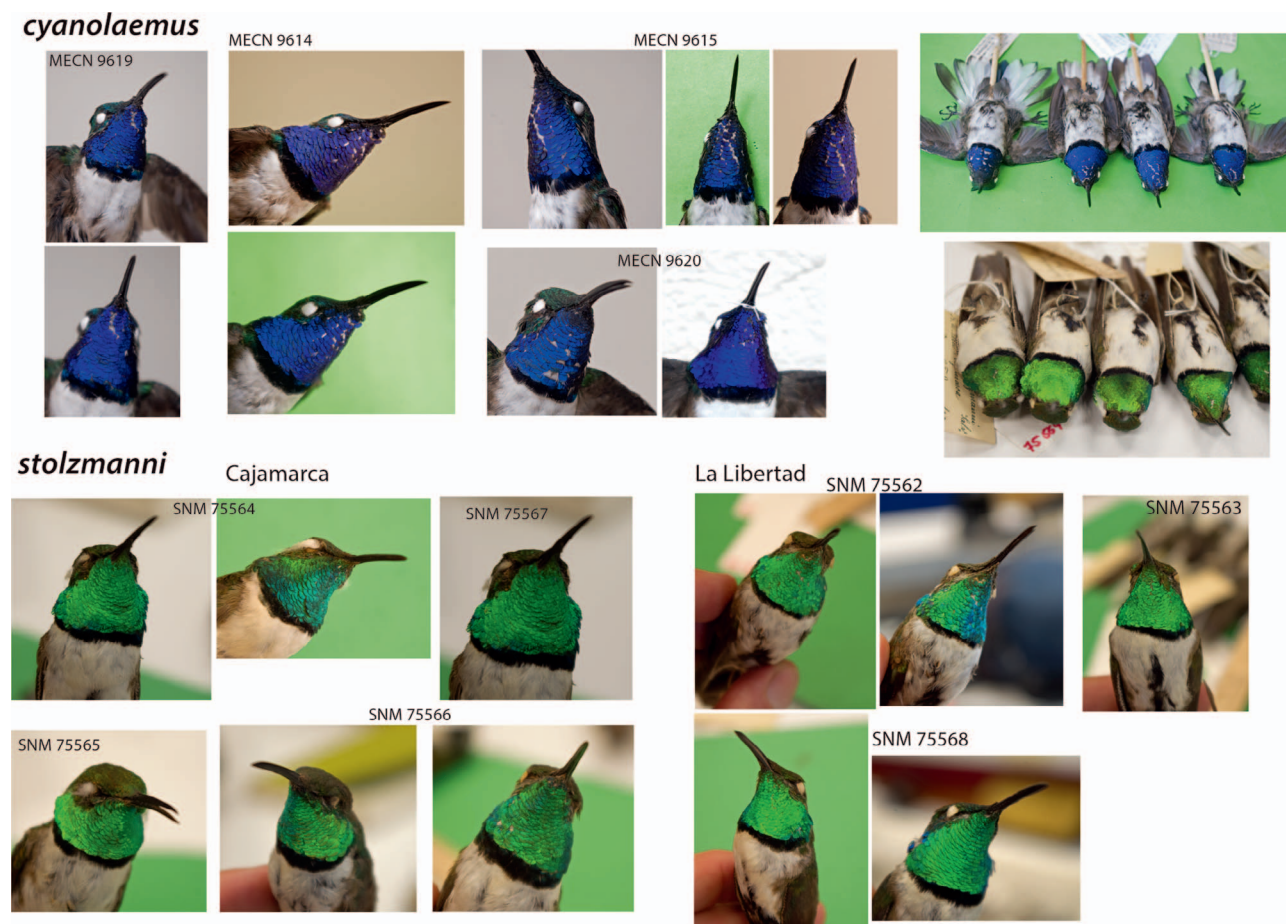 cyanolaemus
MECN 9619
MECN 9614
MECN 9615
MECN 9620
stolzmanni
Cajamarca
La Libertad
SNM 75564
SNM 75567
SNM 75562
SNM 75563
SNM 75565
SNM 75566
SNM 75568